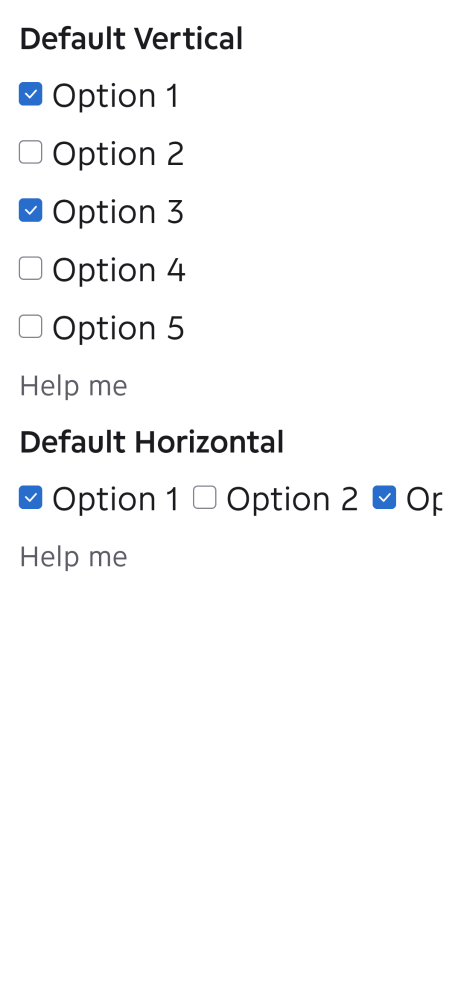 Default Vertical
Option 1
Option 2
Option 3
Option 4
Option 5
Help me
Default Horizontal
Option 1 Option 2 Op
Help me